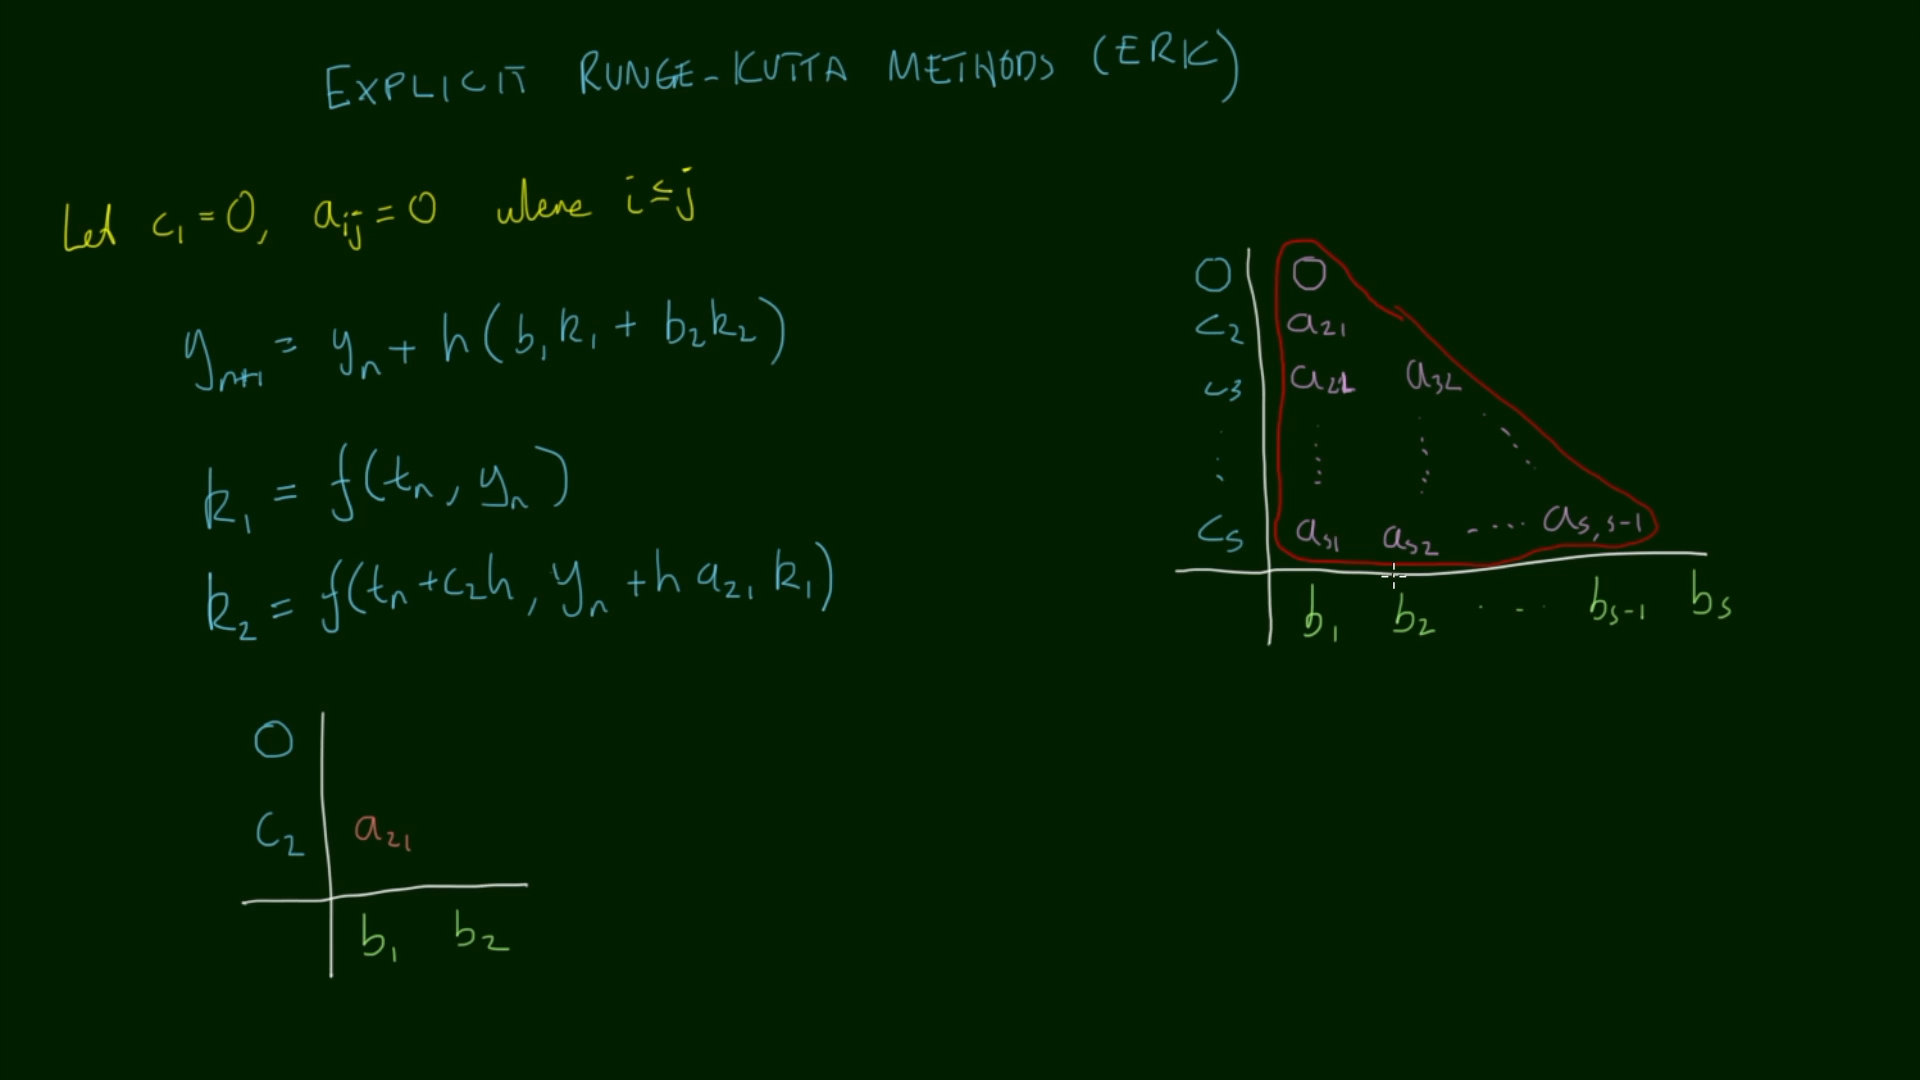 EXPLICIT RUNGE-KUTTA METHODS (ERK)
Let c₁ = 0, aᵢⱼ = 0 where i ≤ j
yₙ₊₁ = yₙ + h(b₁k₁ + b₂k₂)
k₁ = f(tₙ, yₙ)
k₂ = f(tₙ + c₂h, yₙ + h a₂₁ k₁)
0
c₂ a₂₁
b₁ b₂
0 0
c₂ a₂₁
c₃ a₃₂
⋮ ⋮ ⋮ ⋱
cₛ aₛ₁ aₛ₂ ---- aₛ,ₛ₋₁
b₁ b₂ ... bₛ₋₁ bₛ